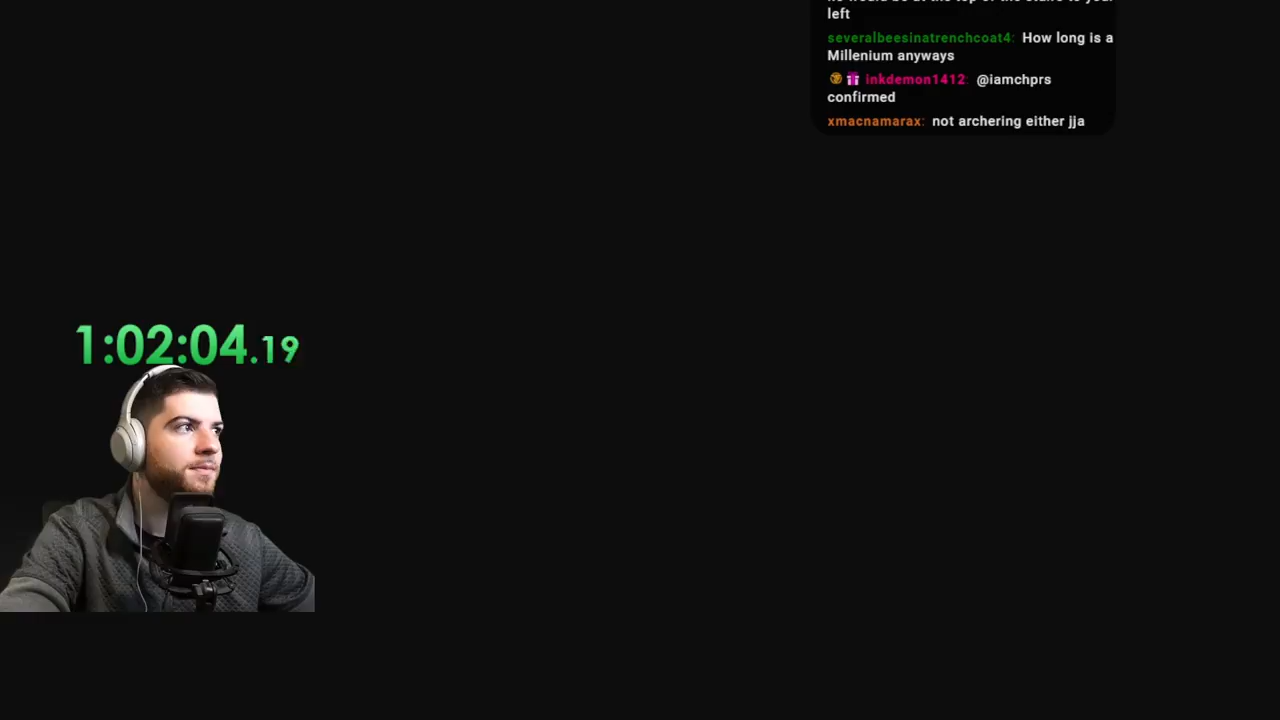 left
severalbeesinatrenchcoat4: How long is a
Millenium anyways
inkdemon1412: @iamchprs
confirmed
xmacnamarax: not archering either jja
1:02:04.19